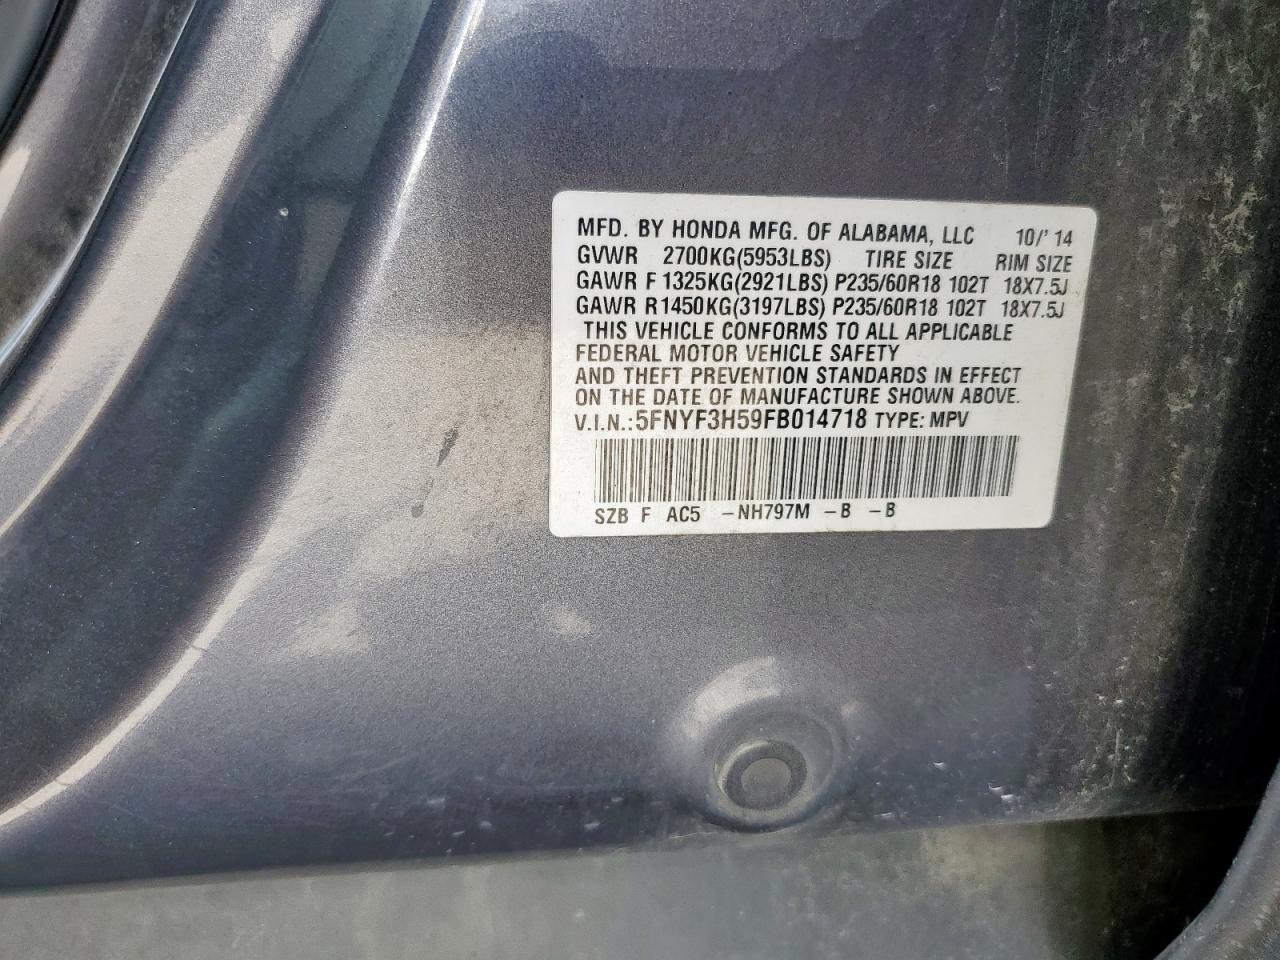 MFD. BY HONDA MFG. OF ALABAMA, LLC 10/'14
GVWR 2700KG(5953LBS) TIRE SIZE RIM SIZE
GAWR F 1325KG(2921LBS) P235/60R18 102T 18X7.5J
GAWR R1450KG(3197LBS) P235/60R18 102T 18X7.5J
THIS VEHICLE CONFORMS TO ALL APPLICABLE
FEDERAL MOTOR VEHICLE SAFETY
AND THEFT PREVENTION STANDARDS IN EFFECT
ON THE DATE OF MANUFACTURE SHOWN ABOVE.
V.I.N.:5FNYF3H59FB014718 TYPE: MPV
SZB F AC5 -NH797M -B -B